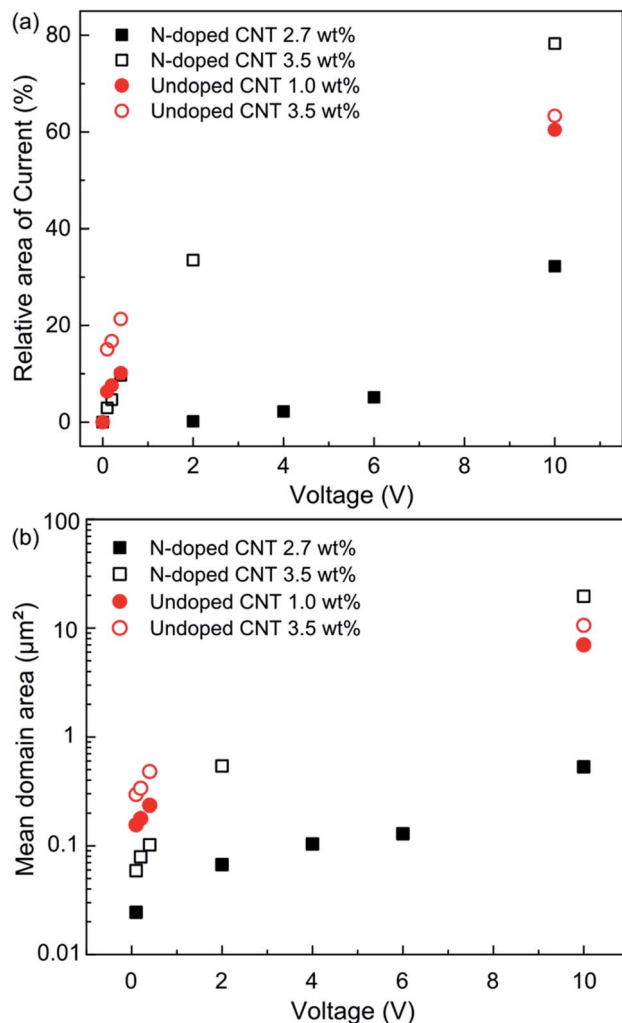 (a)
N-doped CNT 2.7 wt%
N-doped CNT 3.5 wt%
Undoped CNT 1.0 wt%
Undoped CNT 3.5 wt%
Relative area of Current (%)
80
60
40
20
0
0 2 4 6 8 10
Voltage (V)
(b)
N-doped CNT 2.7 wt%
N-doped CNT 3.5 wt%
Undoped CNT 1.0 wt%
Undoped CNT 3.5 wt%
Mean domain area (μm²)
100
10
1
0.1
0.01
0 2 4 6 8 10
Voltage (V)